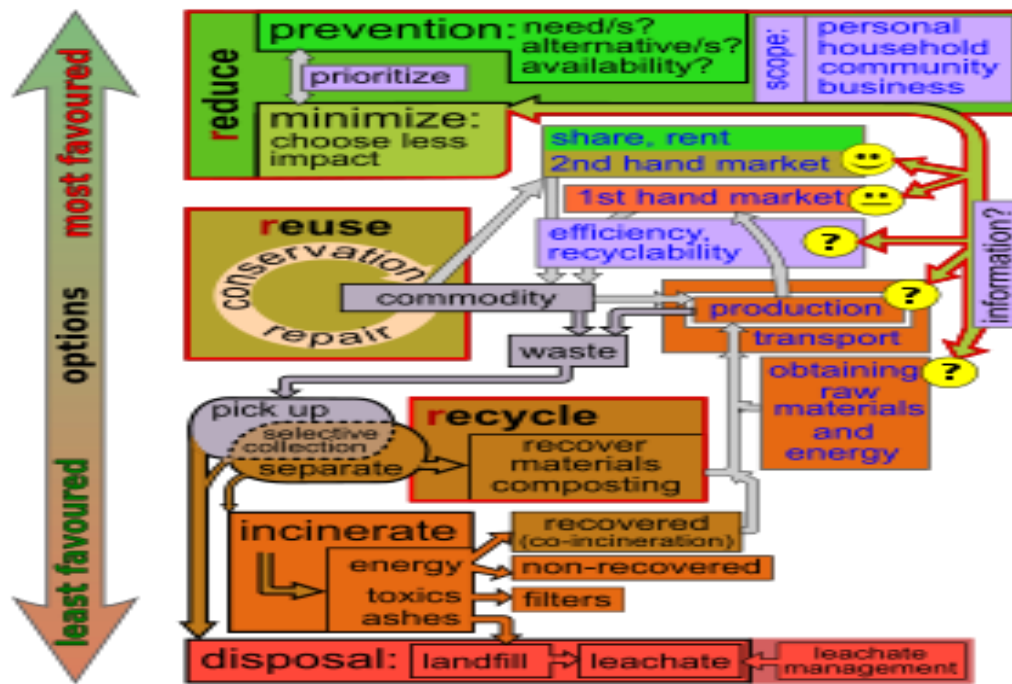 most favoured
options
least favoured
reduce
prevention:
need/s?
alternative/s?
availability?
scope:
personal
household
community
business
prioritize
minimize:
choose less
impact
share, rent
2nd hand market
1st hand market
efficiency,
recyclability
?
information?
reuse
conservation
repair
commodity
production
?
transport
waste
obtaining
?
raw
materials
and
energy
pick up
selective
collection
separate
recycle
recover
materials
composting
incinerate
energy
toxics
ashes
recovered
(co-incineration)
non-recovered
filters
disposal:
landfill
leachate
leachate
management